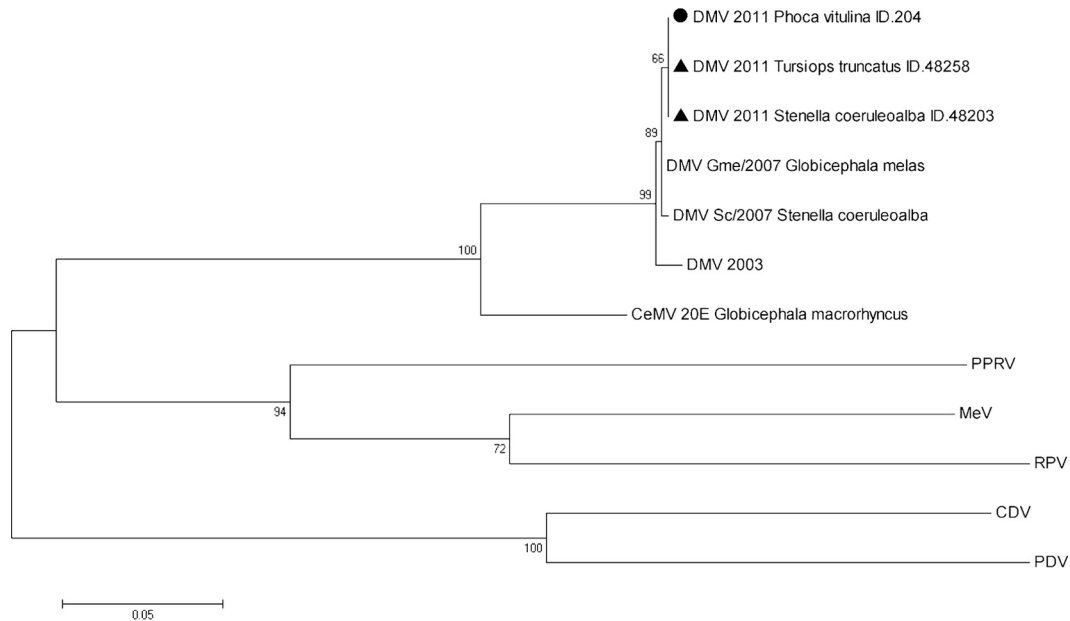 DMV 2011 Phoca vitulina ID.204
66
DMV 2011 Tursiops truncatus ID.48258
DMV 2011 Stenella coeruleoalba ID.48203
89
DMV Gme/2007 Globicephala melas
99
DMV Sc/2007 Stenella coeruleoalba
100
DMV 2003
CeMV 20E Globicephala macrorhyncus
PPRV
94
MeV
72
RPV
CDV
100
PDV
0.05